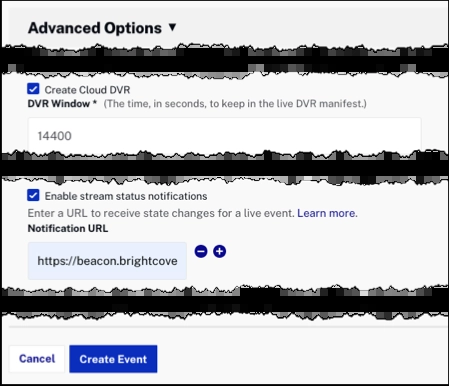 Advanced Options ▼
Create Cloud DVR
DVR Window * (The time, in seconds, to keep in the live DVR manifest.)
14400
Enable stream status notifications
Enter a URL to receive state changes for a live event. Learn more.
Notification URL
https://beacon.brightcove
Cancel
Create Event